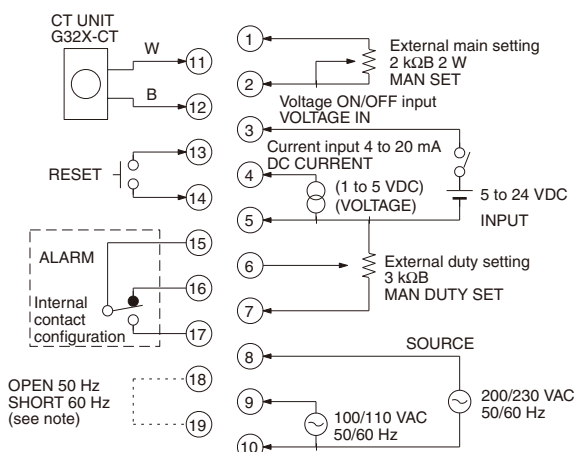 CT UNIT
G32X-CT
W
11
B
12
13
RESET
14
15
ALARM
16
Internal
contact
configuration
17
18
OPEN 50 Hz
SHORT 60 Hz
(see note)
19
1
External main setting
2 kΩB 2 W
MAN SET
2
Voltage ON/OFF input
VOLTAGE IN
3
Current input 4 to 20 mA
DC CURRENT
4
(1 to 5 VDC)
(VOLTAGE)
5 to 24 VDC
5
INPUT
6
External duty setting
3 kΩB
MAN DUTY SET
7
SOURCE
8
200/230 VAC
50/60 Hz
9
100/110 VAC
50/60 Hz
10